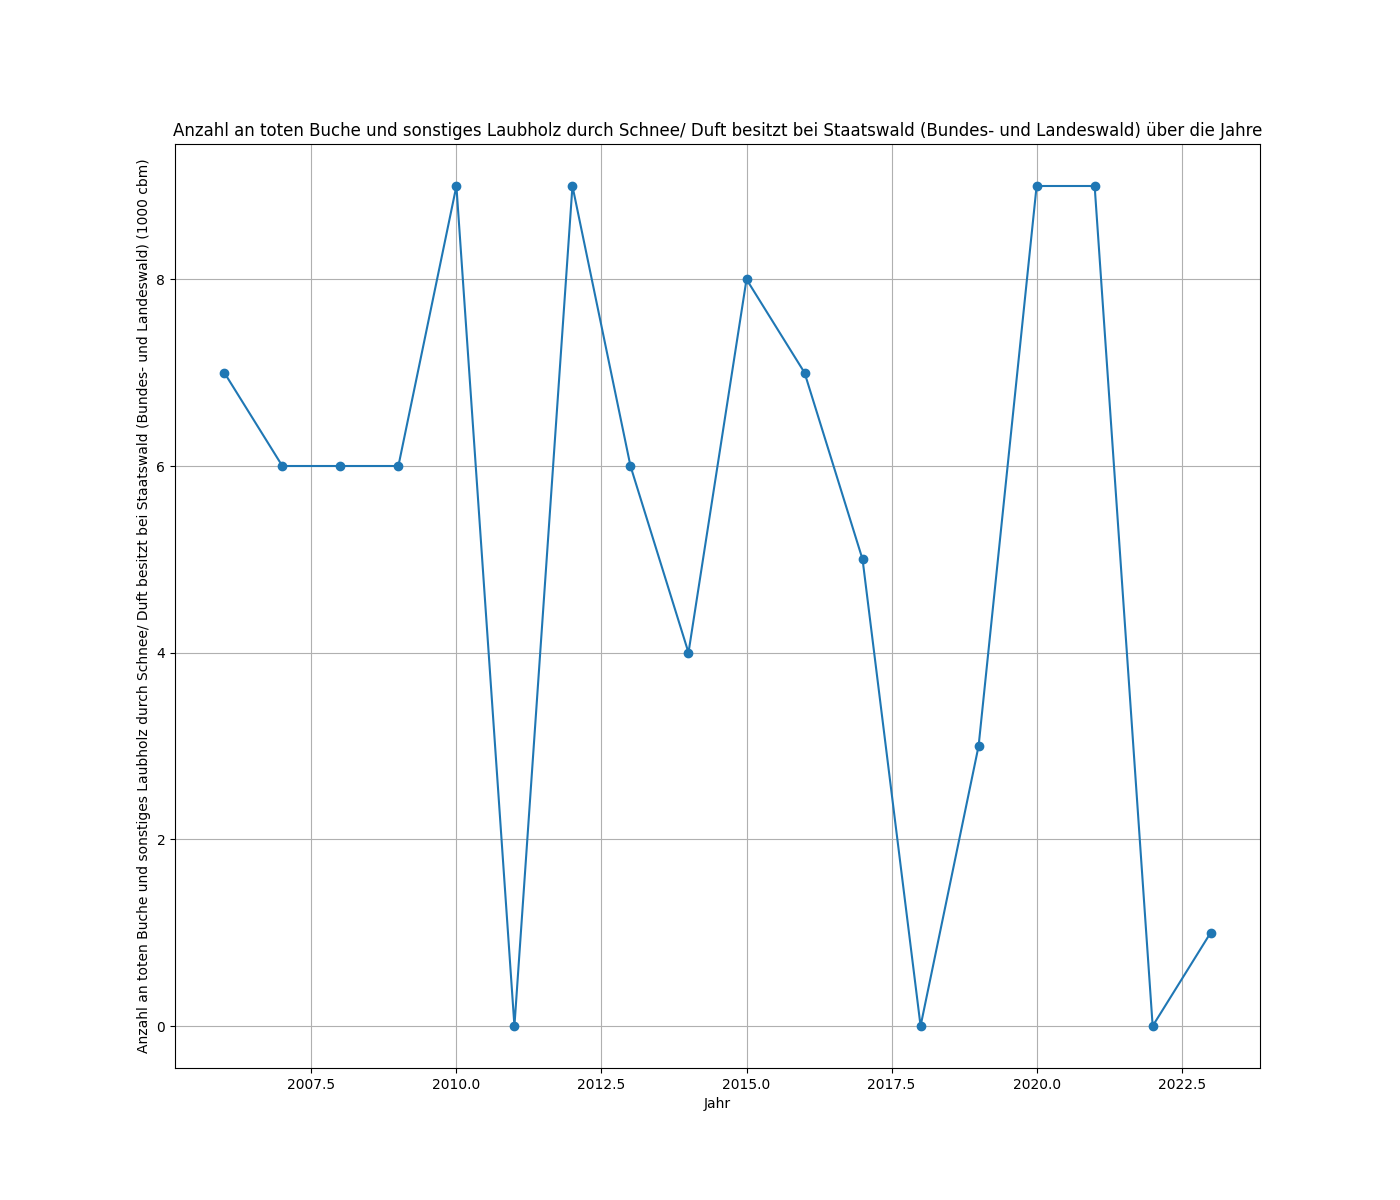 Anzahl an toten Buche und sonstiges Laubholz durch Schnee/ Duft besitzt bei Staatswald (Bundes- und Landeswald) über die Jahre
Anzahl an toten Buche und sonstiges Laubholz durch Schnee/ Duft besitzt bei Staatswald (Bundes- und Landeswald) (1000 cbm)
8
6
4
2
0
2007.5 2010.0 2012.5 2015.0 2017.5 2020.0 2022.5
Jahr